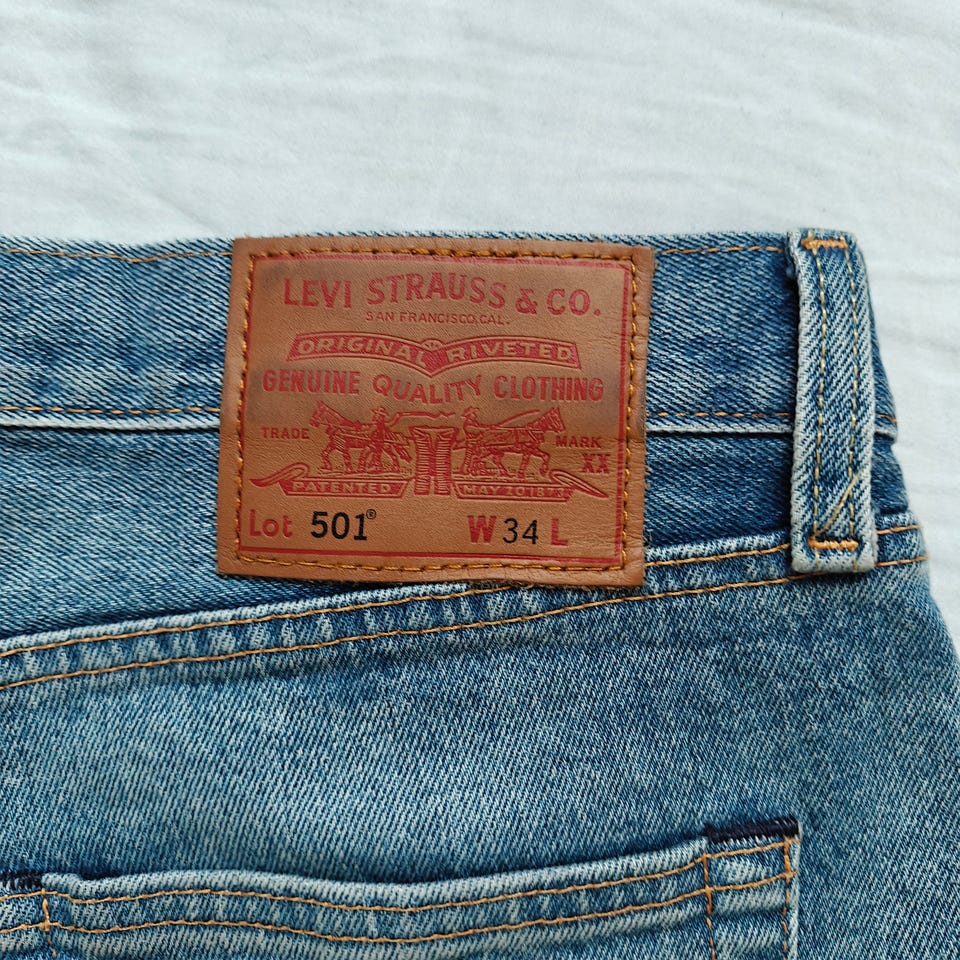 LEVI STRAUSS & CO.
SAN FRANCISCO, CAL.
ORIGINAL RIVETED
GENUINE QUALITY CLOTHING
TRADE MARK
XX
PATENTED MAY 20 1873
Lot 501® W 34 L